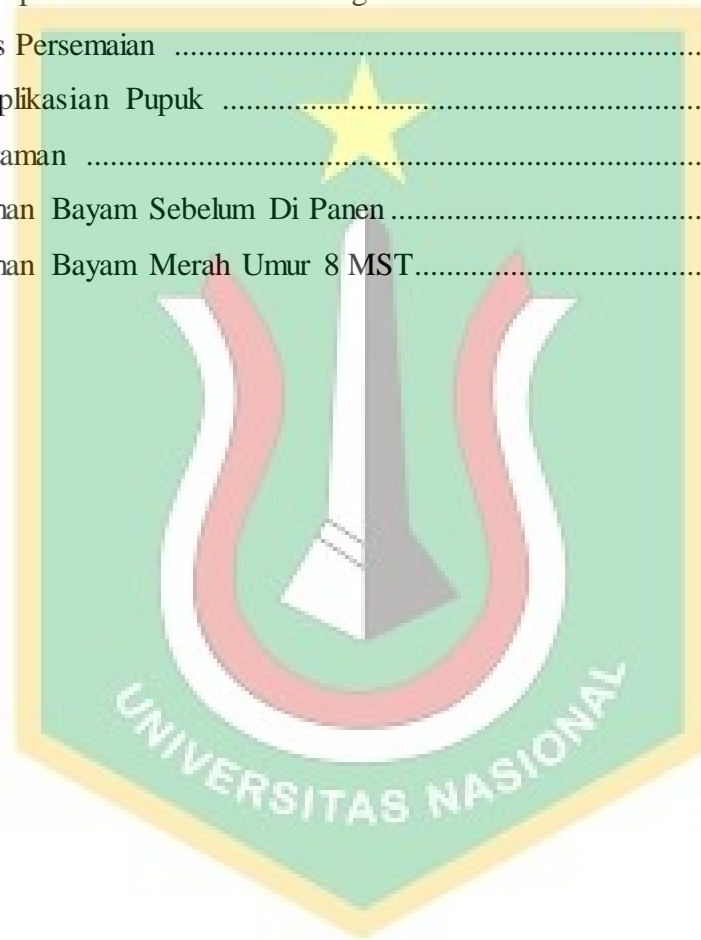 s Persemaian ........................................................................
plikasian Pupuk ..................................................................
aman ...................................................................................
nan Bayam Sebelum Di Panen .............................................
nan Bayam Merah Umur 8 MST..........................................
UNIVERSITAS NASIONAL